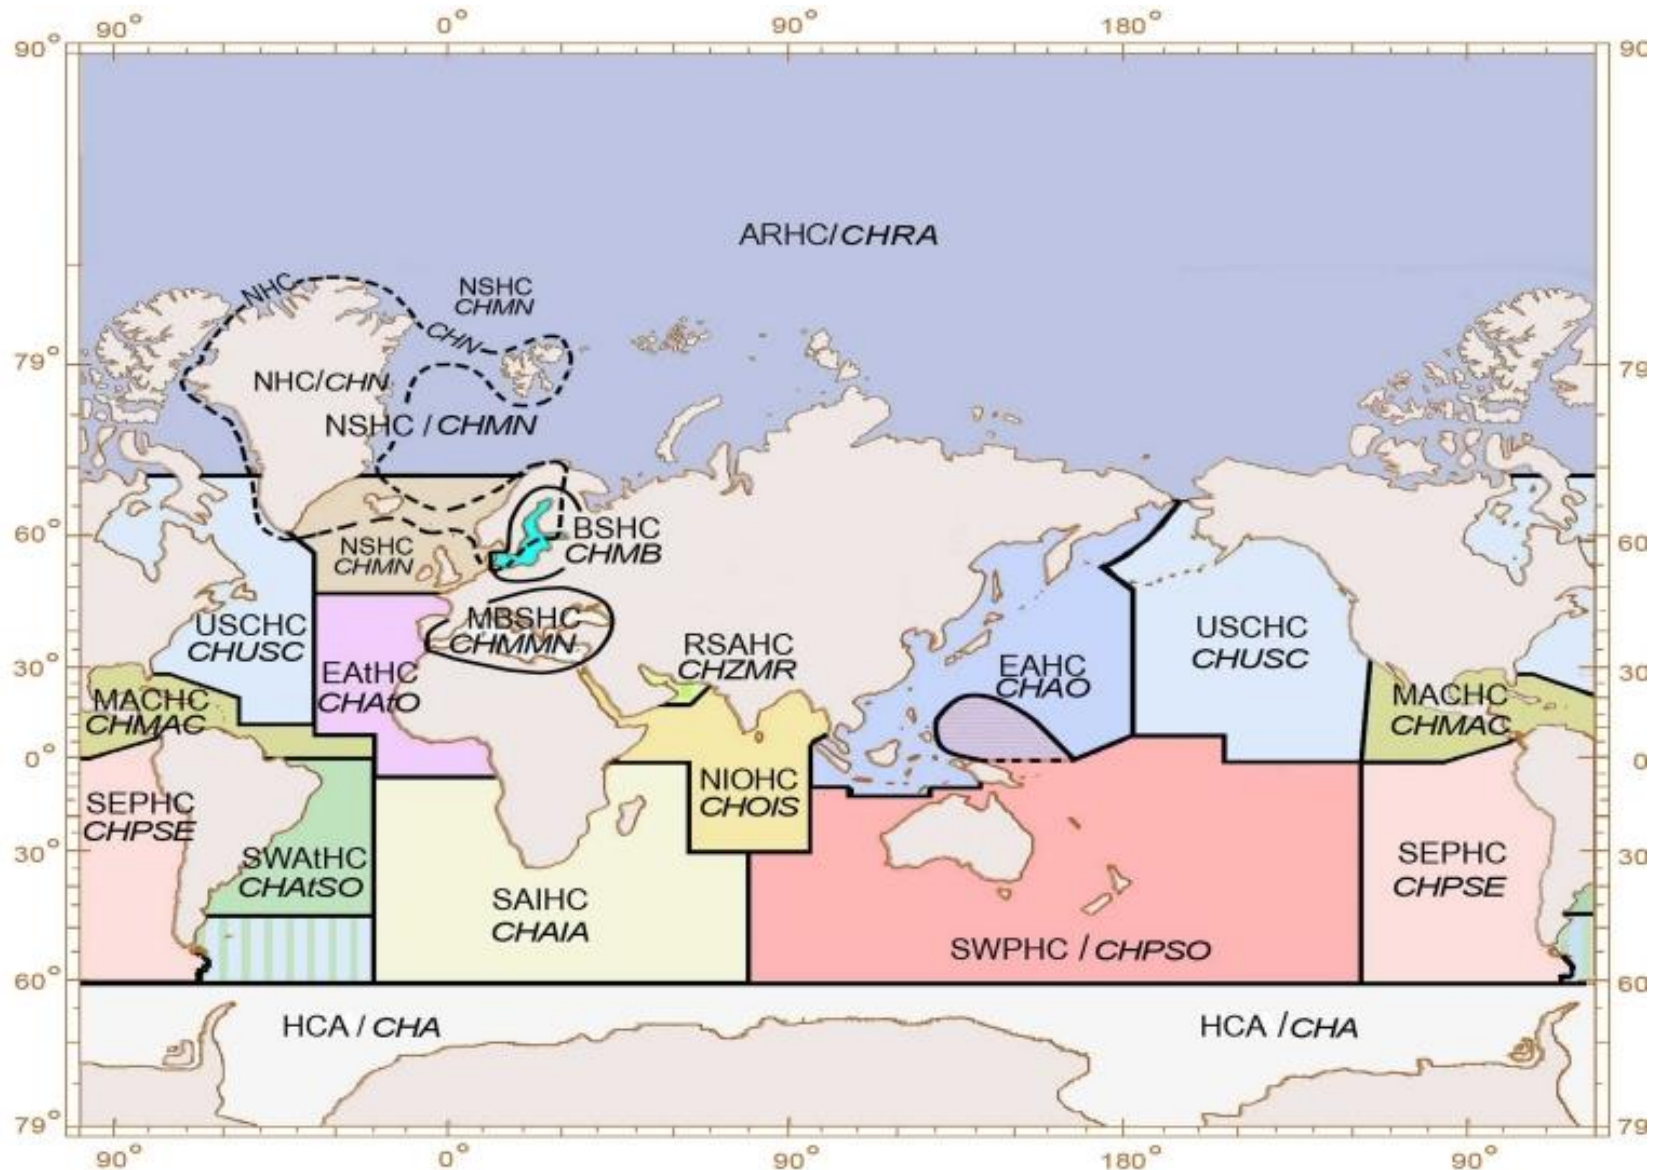 90°
0°
90°
180°
90°
90
ARHC/CHRA
NHC
NSHC
CHMN
CHN
79°
79
NHC/CHN
NSHC / CHMN
60°
60
BSHC
CHMB
NSHC
CHMN
MBSHC
CHMMN
USCHC
CHUSC
RSAHC
CHZMR
USCHC
CHUSC
30°
30
EAtHC
CHAtO
EAHC
CHAO
MACHC
CHMAC
MACHC
CHMAC
0°
0
NIOHC
CHOIS
SEPHC
CHPSE
SWAtHC
CHAtSO
30°
30
SEPHC
CHPSE
SAIHC
CHAIA
SWPHC / CHPSO
60°
60
HCA / CHA
HCA / CHA
79°
79
90°
0°
90°
180°
90°